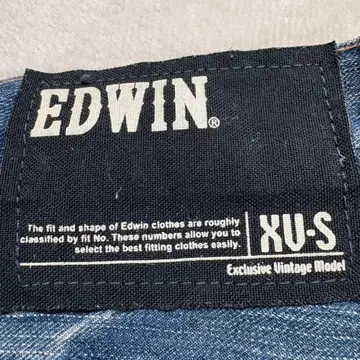 EDWIN®
The fit and shape of Edwin clothes are roughly
classified by fit No. These numbers allow you to
select the best fitting clothes easily.
XV-S
Exclusive Vintage Model